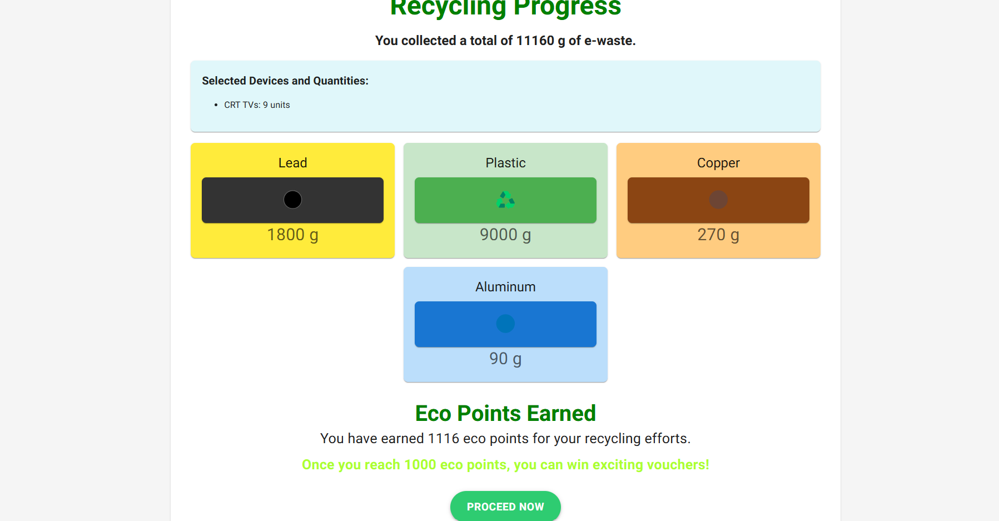 Recycling Progress
You collected a total of 11160 g of e-waste.
Selected Devices and Quantities:
• CRT TVs: 9 units
Lead
1800 g
Plastic
9000 g
Copper
270 g
Aluminum
90 g
Eco Points Earned
You have earned 1116 eco points for your recycling efforts.
Once you reach 1000 eco points, you can win exciting vouchers!
PROCEED NOW